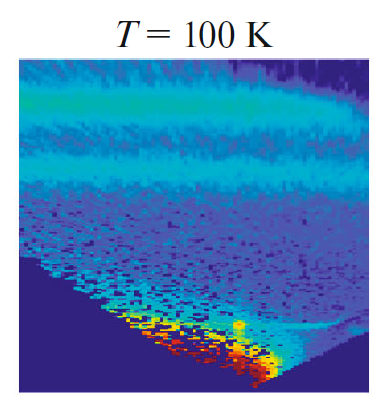 T = 100 K